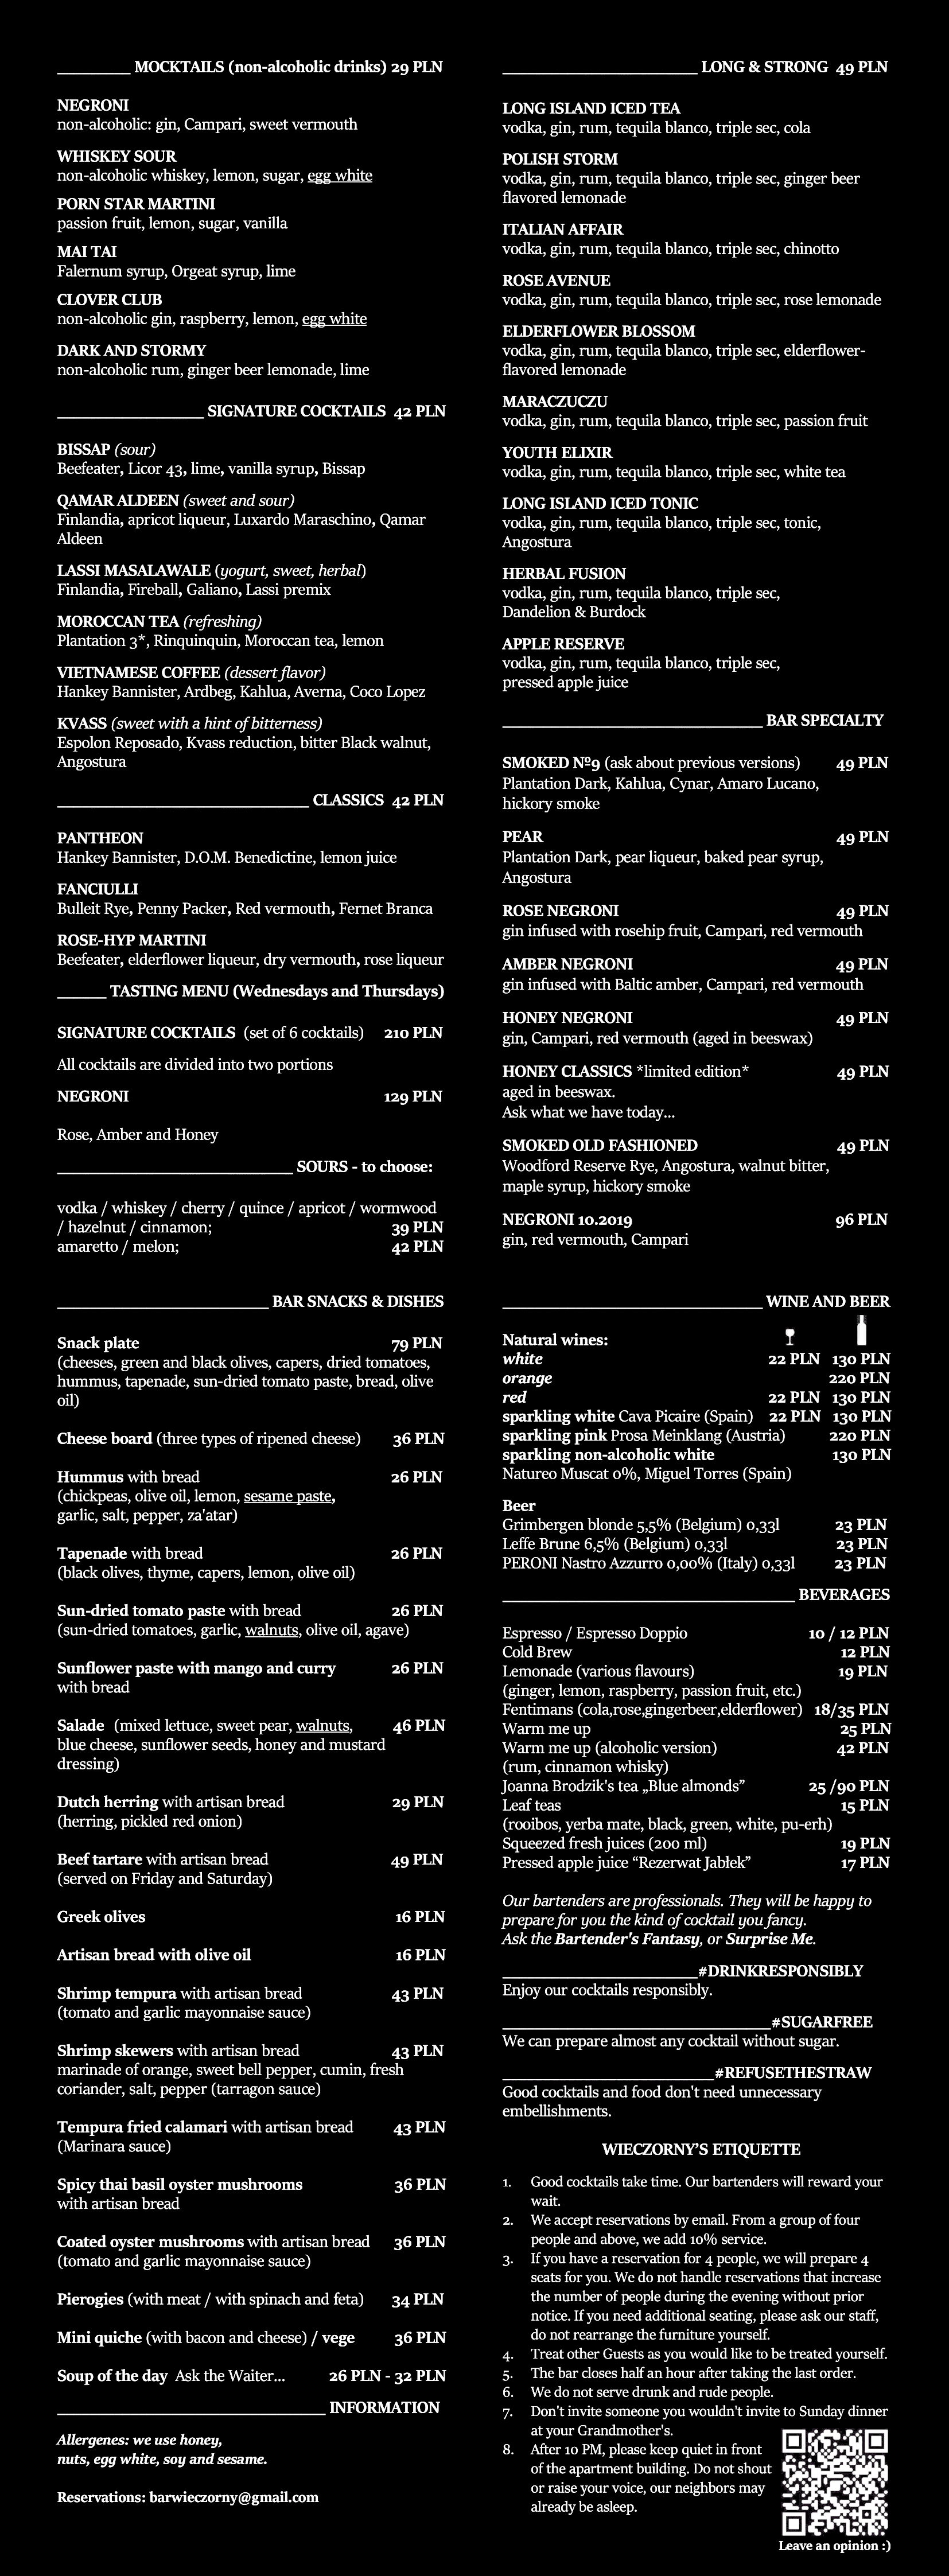 MOCKTAILS (non-alcoholic drinks) 29 PLN
NEGRONI
non-alcoholic: gin, Campari, sweet vermouth
WHISKEY SOUR
non-alcoholic whiskey, lemon, sugar, egg white
PORN STAR MARTINI
passion fruit, lemon, sugar, vanilla
MAI TAI
Falernum syrup, Orgeat syrup, lime
CLOVER CLUB
non-alcoholic gin, raspberry, lemon, egg white
DARK AND STORMY
non-alcoholic rum, ginger beer lemonade, lime
SIGNATURE COCKTAILS 42 PLN
BISSAP (sour)
Beefeater, Licor 43, lime, vanilla syrup, Bissap
QAMAR ALDEEN (sweet and sour)
Finlandia, apricot liqueur, Luxardo Maraschino, Qamar
Aldeen
LASSI MASALAWALE (yogurt, sweet, herbal)
Finlandia, Fireball, Galiano, Lassi premix
MOROCCAN TEA (refreshing)
Plantation 3*, Rinquinquin, Moroccan tea, lemon
VIETNAMESE COFFEE (dessert flavor)
Hankey Bannister, Ardbeg, Kahlua, Averna, Coco Lopez
KVASS (sweet with a hint of bitterness)
Espolon Reposado, Kvass reduction, bitter Black walnut,
Angostura
CLASSICS 42 PLN
PANTHEON
Hankey Bannister, D.O.M. Benedictine, lemon juice
FANCIULLI
Bulleit Rye, Penny Packer, Red vermouth, Fernet Branca
ROSE-HYP MARTINI
Beefeater, elderflower liqueur, dry vermouth, rose liqueur
TASTING MENU (Wednesdays and Thursdays)
SIGNATURE COCKTAILS (set of 6 cocktails) 210 PLN
All cocktails are divided into two portions
NEGRONI 129 PLN
Rose, Amber and Honey
SOURS - to choose:
vodka / whiskey / cherry / quince / apricot / wormwood
/ hazelnut / cinnamon; 39 PLN
amaretto / melon; 42 PLN
LONG & STRONG 49 PLN
LONG ISLAND ICED TEA
vodka, gin, rum, tequila blanco, triple sec, cola
POLISH STORM
vodka, gin, rum, tequila blanco, triple sec, ginger beer
flavored lemonade
ITALIAN AFFAIR
vodka, gin, rum, tequila blanco, triple sec, chinotto
ROSE AVENUE
vodka, gin, rum, tequila blanco, triple sec, rose lemonade
ELDERFLOWER BLOSSOM
vodka, gin, rum, tequila blanco, triple sec, elderflower-
flavored lemonade
MARACZUCZU
vodka, gin, rum, tequila blanco, triple sec, passion fruit
YOUTH ELIXIR
vodka, gin, rum, tequila blanco, triple sec, white tea
LONG ISLAND ICED TONIC
vodka, gin, rum, tequila blanco, triple sec, tonic,
Angostura
HERBAL FUSION
vodka, gin, rum, tequila blanco, triple sec,
Dandelion & Burdock
APPLE RESERVE
vodka, gin, rum, tequila blanco, triple sec,
pressed apple juice
BAR SPECIALTY
SMOKED Nº9 (ask about previous versions) 49 PLN
Plantation Dark, Kahlua, Cynar, Amaro Lucano,
hickory smoke
PEAR 49 PLN
Plantation Dark, pear liqueur, baked pear syrup,
Angostura
ROSE NEGRONI 49 PLN
gin infused with rosehip fruit, Campari, red vermouth
AMBER NEGRONI 49 PLN
gin infused with Baltic amber, Campari, red vermouth
HONEY NEGRONI 49 PLN
gin, Campari, red vermouth (aged in beeswax)
HONEY CLASSICS *limited edition* 49 PLN
aged in beeswax.
Ask what we have today...
SMOKED OLD FASHIONED 49 PLN
Woodford Reserve Rye, Angostura, walnut bitter,
maple syrup, hickory smoke
NEGRONI 10.2019 96 PLN
gin, red vermouth, Campari
BAR SNACKS & DISHES
Snack plate 79 PLN
(cheeses, green and black olives, capers, dried tomatoes,
hummus, tapenade, sun-dried tomato paste, bread, olive
oil)
Cheese board (three types of ripened cheese) 36 PLN
Hummus with bread 26 PLN
(chickpeas, olive oil, lemon, sesame paste,
garlic, salt, pepper, za'atar)
Tapenade with bread 26 PLN
(black olives, thyme, capers, lemon, olive oil)
Sun-dried tomato paste with bread 26 PLN
(sun-dried tomatoes, garlic, walnuts, olive oil, agave)
Sunflower paste with mango and curry 26 PLN
with bread
Salade (mixed lettuce, sweet pear, walnuts, 46 PLN
blue cheese, sunflower seeds, honey and mustard
dressing)
Dutch herring with artisan bread 29 PLN
(herring, pickled red onion)
Beef tartare with artisan bread 49 PLN
(served on Friday and Saturday)
Greek olives 16 PLN
Artisan bread with olive oil 16 PLN
Shrimp tempura with artisan bread 43 PLN
(tomato and garlic mayonnaise sauce)
Shrimp skewers with artisan bread 43 PLN
marinade of orange, sweet bell pepper, cumin, fresh
coriander, salt, pepper (tarragon sauce)
Tempura fried calamari with artisan bread 43 PLN
(Marinara sauce)
Spicy thai basil oyster mushrooms 36 PLN
with artisan bread
Coated oyster mushrooms with artisan bread 36 PLN
(tomato and garlic mayonnaise sauce)
Pierogies (with meat / with spinach and feta) 34 PLN
Mini quiche (with bacon and cheese) / vege 36 PLN
Soup of the day Ask the Waiter... 26 PLN - 32 PLN
INFORMATION
Allergenes: we use honey,
nuts, egg white, soy and sesame.
Reservations: barwieczorny@gmail.com
WINE AND BEER
Natural wines:
white 22 PLN 130 PLN
orange 220 PLN
red 22 PLN 130 PLN
sparkling white Cava Picaire (Spain) 22 PLN 130 PLN
sparkling pink Prosa Meinklang (Austria) 220 PLN
sparkling non-alcoholic white 130 PLN
Natureo Muscat 0%, Miguel Torres (Spain)
Beer
Grimbergen blonde 5,5% (Belgium) 0,33l 23 PLN
Leffe Brune 6,5% (Belgium) 0,33l 23 PLN
PERONI Nastro Azzurro 0,00% (Italy) 0,33l 23 PLN
BEVERAGES
Espresso / Espresso Doppio 10 / 12 PLN
Cold Brew 12 PLN
Lemonade (various flavours) 19 PLN
(ginger, lemon, raspberry, passion fruit, etc.)
Fentimans (cola,rose,gingerbeer,elderflower) 18/35 PLN
Warm me up 25 PLN
Warm me up (alcoholic version) 42 PLN
(rum, cinnamon whisky)
Joanna Brodzik's tea „Blue almonds” 25 /90 PLN
Leaf teas 15 PLN
(rooibos, yerba mate, black, green, white, pu-erh)
Squeezed fresh juices (200 ml) 19 PLN
Pressed apple juice “Rezerwat Jabłek” 17 PLN
Our bartenders are professionals. They will be happy to
prepare for you the kind of cocktail you fancy.
Ask the Bartender's Fantasy, or Surprise Me.
#DRINKRESPONSIBLY
Enjoy our cocktails responsibly.
#SUGARFREE
We can prepare almost any cocktail without sugar.
#REFUSETHESTRAW
Good cocktails and food don't need unnecessary
embellishments.
WIECZORNY’S ETIQUETTE
1. Good cocktails take time. Our bartenders will reward your
wait.
2. We accept reservations by email. From a group of four
people and above, we add 10% service.
3. If you have a reservation for 4 people, we will prepare 4
seats for you. We do not handle reservations that increase
the number of people during the evening without prior
notice. If you need additional seating, please ask our staff,
do not rearrange the furniture yourself.
4. Treat other Guests as you would like to be treated yourself.
5. The bar closes half an hour after taking the last order.
6. We do not serve drunk and rude people.
7. Don't invite someone you wouldn't invite to Sunday dinner
at your Grandmother's.
8. After 10 PM, please keep quiet in front
of the apartment building. Do not shout
or raise your voice, our neighbors may
already be asleep.
Leave an opinion :)